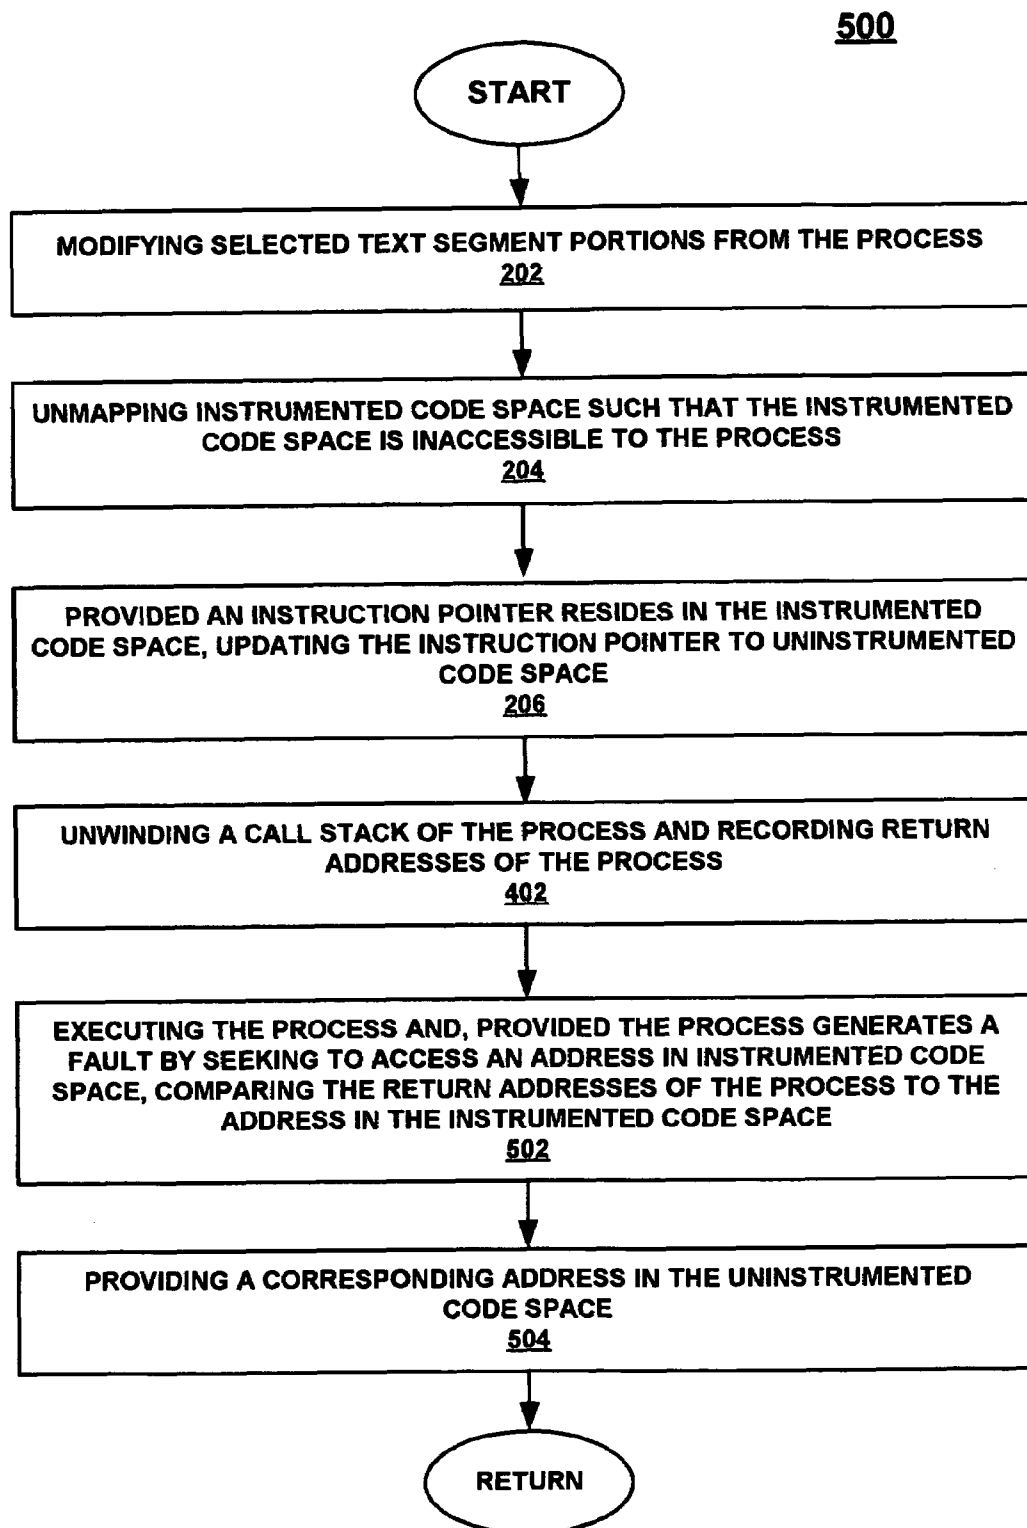 500
START
MODIFYING SELECTED TEXT SEGMENT PORTIONS FROM THE PROCESS
202
UNMAPPING INSTRUMENTED CODE SPACE SUCH THAT THE INSTRUMENTED
CODE SPACE IS INACCESSIBLE TO THE PROCESS
204
PROVIDED AN INSTRUCTION POINTER RESIDES IN THE INSTRUMENTED
CODE SPACE, UPDATING THE INSTRUCTION POINTER TO UNINSTRUMENTED
CODE SPACE
206
UNWINDING A CALL STACK OF THE PROCESS AND RECORDING RETURN
ADDRESSES OF THE PROCESS
402
EXECUTING THE PROCESS AND, PROVIDED THE PROCESS GENERATES A
FAULT BY SEEKING TO ACCESS AN ADDRESS IN INSTRUMENTED CODE
SPACE, COMPARING THE RETURN ADDRESSES OF THE PROCESS TO THE
ADDRESS IN THE INSTRUMENTED CODE SPACE
502
PROVIDING A CORRESPONDING ADDRESS IN THE UNINSTRUMENTED
CODE SPACE
504
RETURN